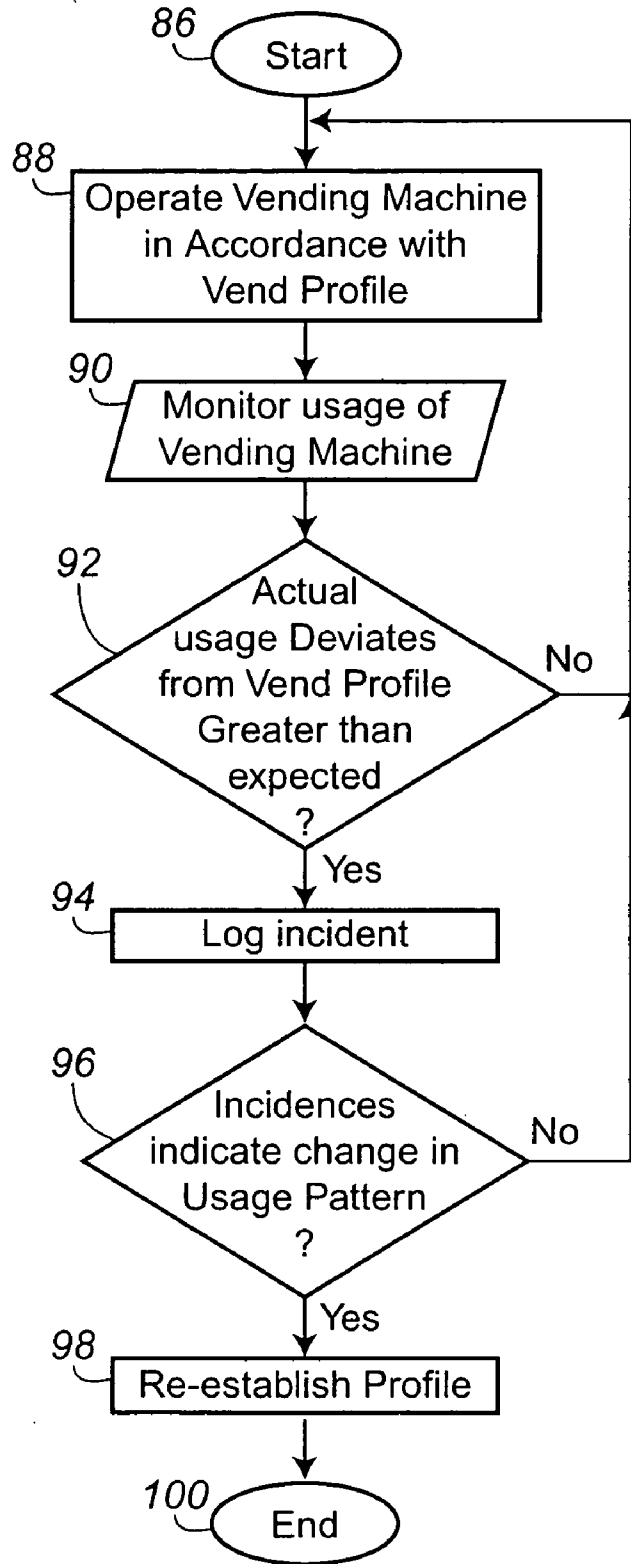 86
Start
88
Operate Vending Machine
in Accordance with
Vend Profile
90
Monitor usage of
Vending Machine
92
Actual
usage Deviates
from Vend Profile
Greater than
expected
?
No
Yes
94
Log incident
96
Incidences
indicate change in
Usage Pattern
?
No
Yes
98
Re-establish Profile
100
End